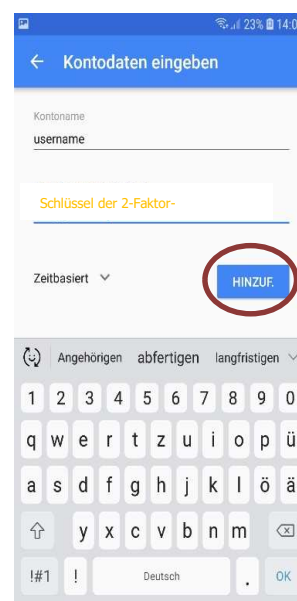 23% 14:0
Kontodaten eingeben
Kontoname
username
Schlüssel der 2-Faktor-
Zeitbasiert
HINZUF.
Angehörigen abfertigen langfristigen
1 2 3 4 5 6 7 8 9 0
q w e r t z u i o p ü
a s d f g h j k l ö ä
y x c v b n m
!#1 ! Deutsch . OK